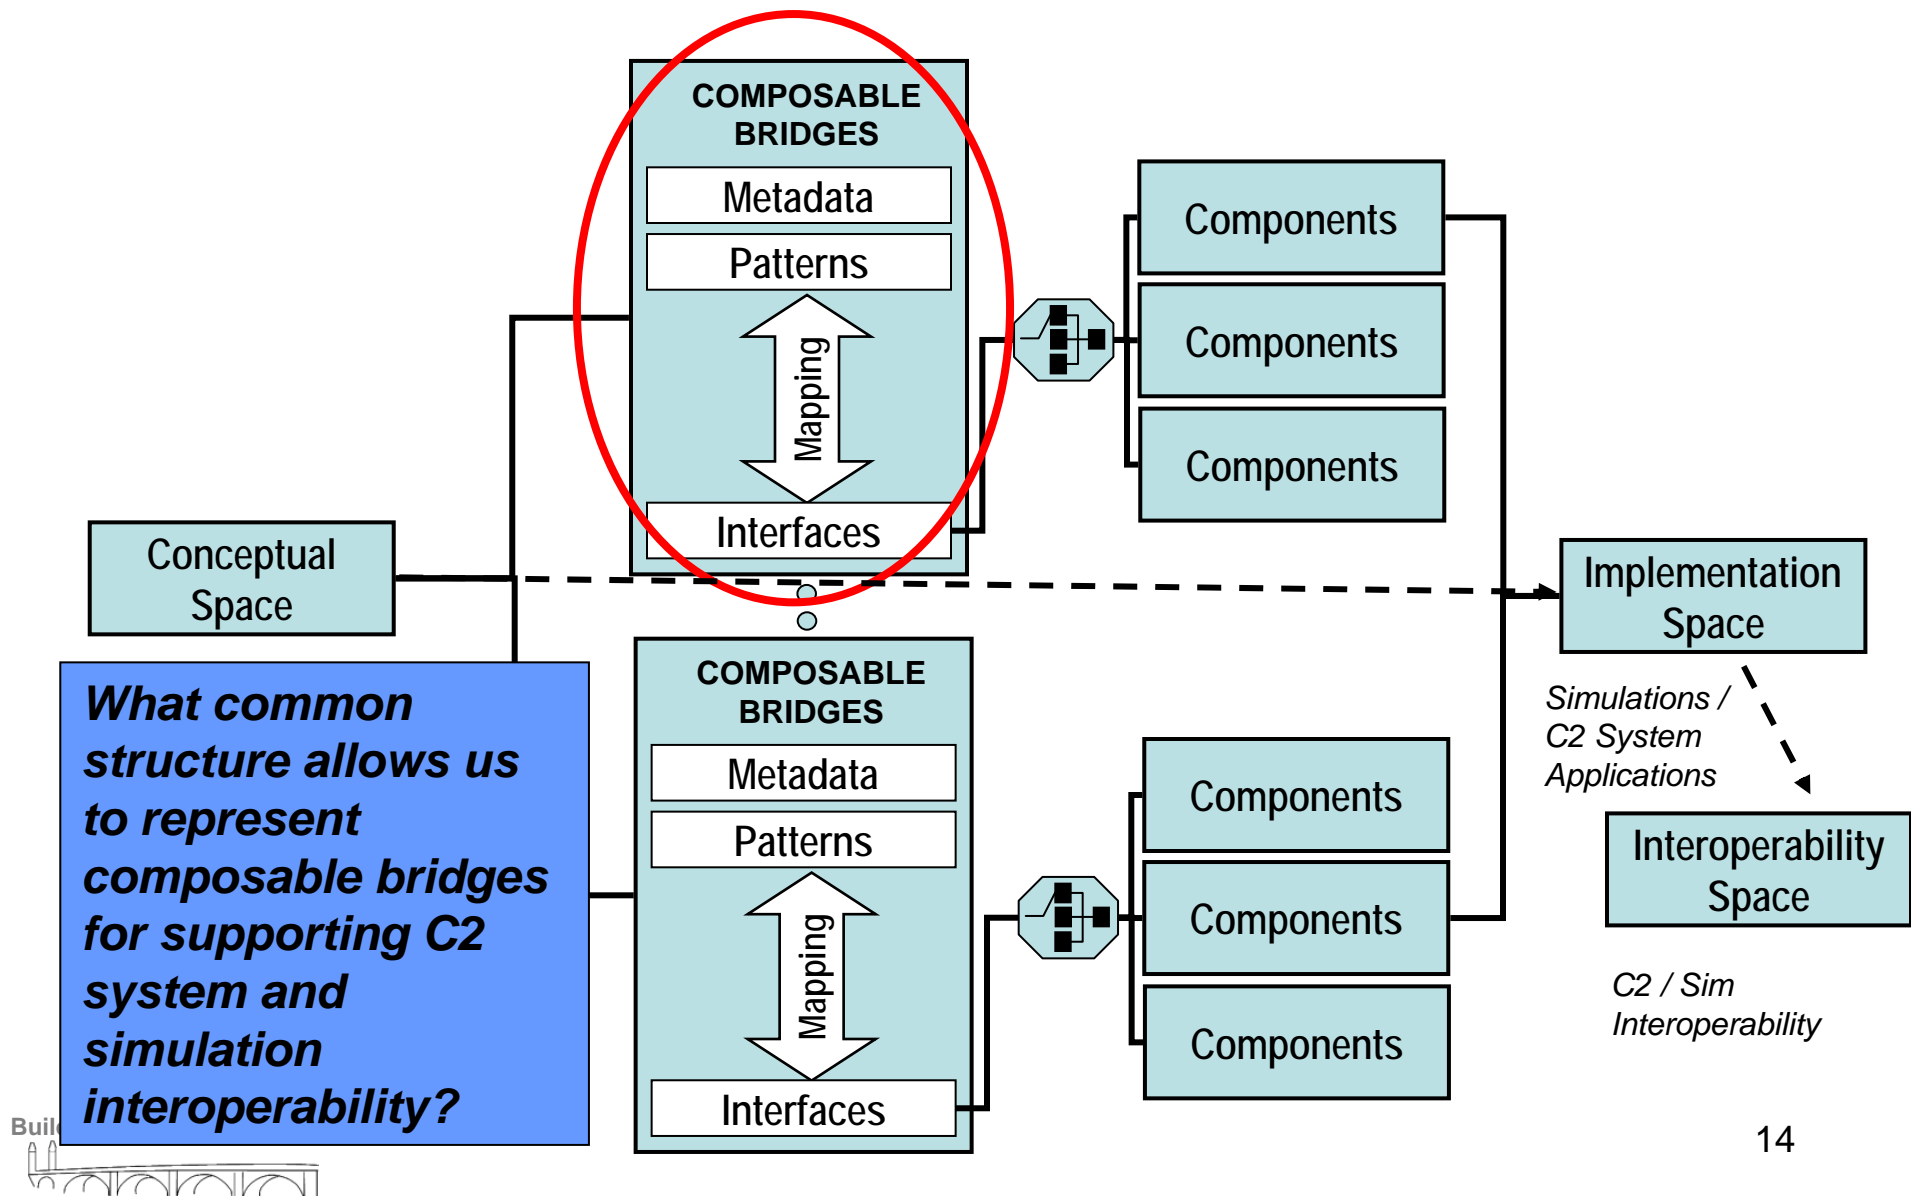 COMPOSABLE
BRIDGES
Metadata
Patterns
Mapping
Interfaces
Components
Components
Components
Conceptual
Space
Implementation
Space
Simulations /
C2 System
Applications
Interoperability
Space
C2 / Sim
Interoperability
What common
structure allows us
to represent
composable bridges
for supporting C2
system and
simulation
interoperability?
COMPOSABLE
BRIDGES
Metadata
Patterns
Mapping
Interfaces
Components
Components
Components
14